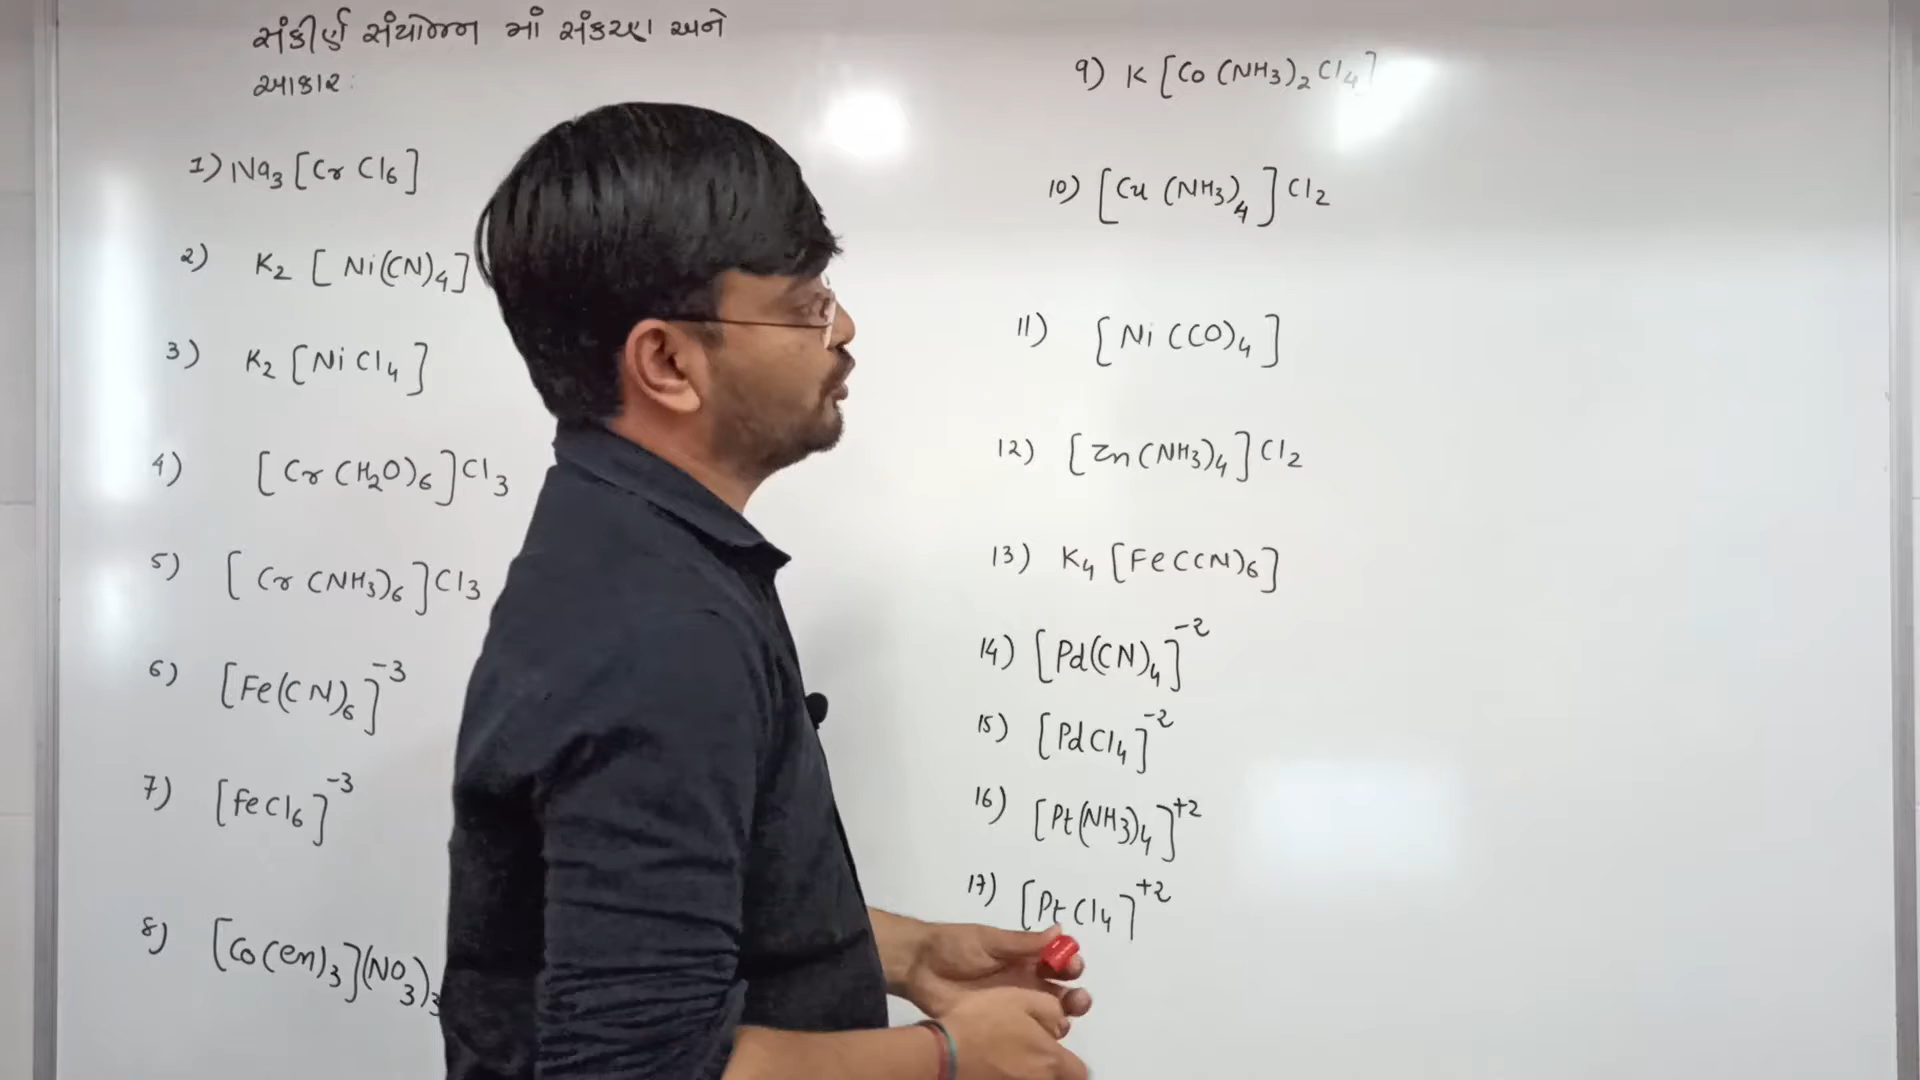 સંકીર્ણ સંયોજન માં સંકરણ અને
આકાર:
1) Na3 [Cr Cl6]
2) K2 [Ni(CN)4]
3) K2 [Ni Cl4]
4) [Cr (H2O)6]Cl3
5) [Cr (NH3)6]Cl3
6) [Fe(CN)6]-3
7) [FeCl6]-3
8) [Co(en)3](NO3)3
9) K [Co (NH3)2 Cl4]
10) [Cu (NH3)4]Cl2
11) [Ni (CO)4]
12) [Zn(NH3)4]Cl2
13) K4 [Fe(CN)6]
14) [Pd(CN)4]-2
15) [PdCl4]-2
16) [Pt(NH3)4]+2
17) [PtCl4]+2